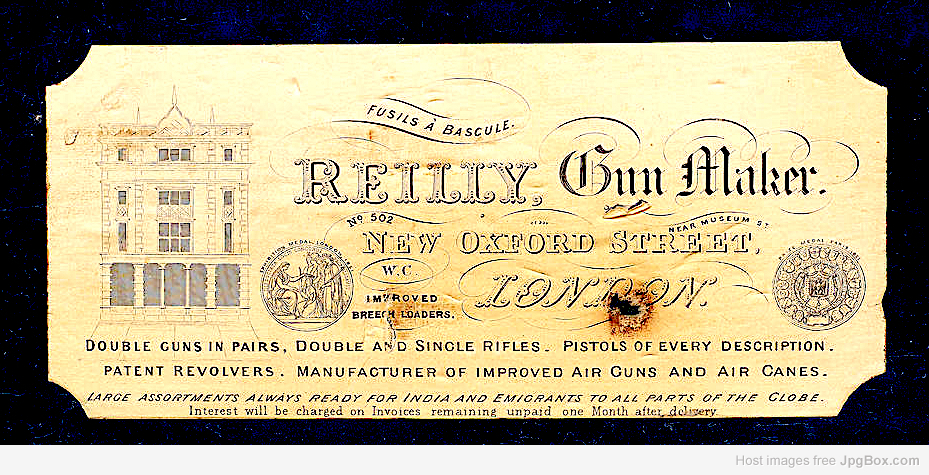 FUSILS À BASCULE.
REILLY, Gun Maker.
No 502
NEAR MUSEUM ST.
NEW OXFORD STREET,
W.C.
LONDON.
IMPROVED
BREECH LOADERS.
DOUBLE GUNS IN PAIRS, DOUBLE AND SINGLE RIFLES. PISTOLS OF EVERY DESCRIPTION.
PATENT REVOLVERS. MANUFACTURER OF IMPROVED AIR GUNS AND AIR CANES.
LARGE ASSORTMENTS ALWAYS READY FOR INDIA AND EMIGRANTS TO ALL PARTS OF THE GLOBE.
Interest will be charged on Invoices remaining unpaid one Month after delivery.
Host images free JpgBox.com